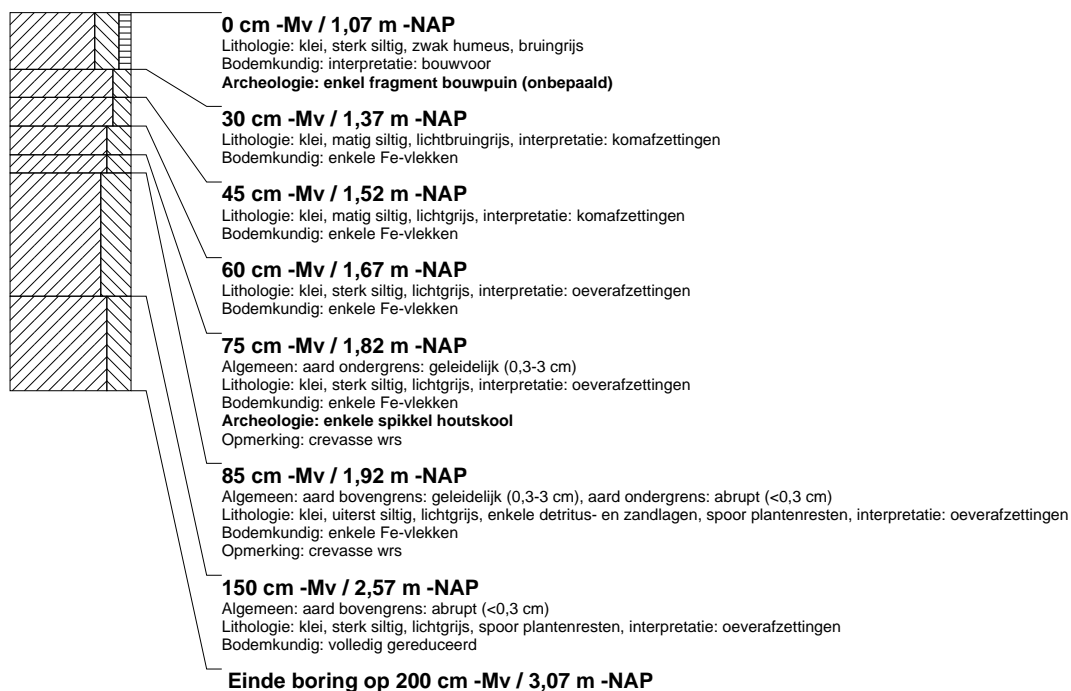 0 cm -Mv / 1,07 m -NAP
Lithologie: klei, sterk siltig, zwak humeus, bruingrijs
Bodemkundig: interpretatie: bouwvoor
Archeologie: enkel fragment bouwpuin (onbepaald)
30 cm -Mv / 1,37 m -NAP
Lithologie: klei, matig siltig, lichtbruingrijs, interpretatie: komafzettingen
Bodemkundig: enkele Fe-vlekken
45 cm -Mv / 1,52 m -NAP
Lithologie: klei, matig siltig, lichtgrijs, interpretatie: komafzettingen
Bodemkundig: enkele Fe-vlekken
60 cm -Mv / 1,67 m -NAP
Lithologie: klei, sterk siltig, lichtgrijs, interpretatie: oeverafzettingen
Bodemkundig: enkele Fe-vlekken
75 cm -Mv / 1,82 m -NAP
Algemeen: aard ondergrens: geleidelijk (0,3-3 cm)
Lithologie: klei, sterk siltig, lichtgrijs, interpretatie: oeverafzettingen
Bodemkundig: enkele Fe-vlekken
Archeologie: enkele spikkel houtskool
Opmerking: crevasse wrs
85 cm -Mv / 1,92 m -NAP
Algemeen: aard bovengrens: geleidelijk (0,3-3 cm), aard ondergrens: abrupt (<0,3 cm)
Lithologie: klei, uiterst siltig, lichtgrijs, enkele detritus- en zandlagen, spoor plantenresten, interpretatie: oeverafzettingen
Bodemkundig: enkele Fe-vlekken
Opmerking: crevasse wrs
150 cm -Mv / 2,57 m -NAP
Algemeen: aard bovengrens: abrupt (<0,3 cm)
Lithologie: klei, sterk siltig, lichtgrijs, spoor plantenresten, interpretatie: oeverafzettingen
Bodemkundig: volledig gereduceerd
Einde boring op 200 cm -Mv / 3,07 m -NAP